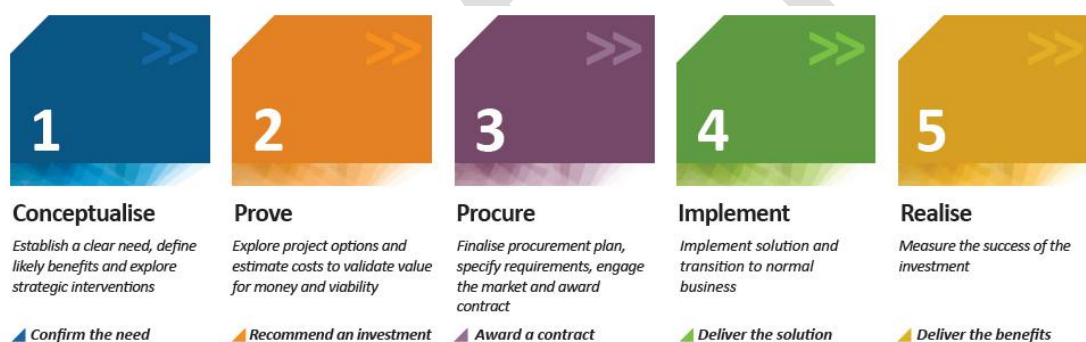 >>
1
Conceptualise
Establish a clear need, define
likely benefits and explore
strategic interventions
Confirm the need
>>
2
Prove
Explore project options and
estimate costs to validate value
for money and viability
Recommend an investment
>>
3
Procure
Finalise procurement plan,
specify requirements, engage
the market and award
contract
Award a contract
>>
4
Implement
Implement solution and
transition to normal
business
Deliver the solution
>>
5
Realise
Measure the success of the
investment
Deliver the benefits